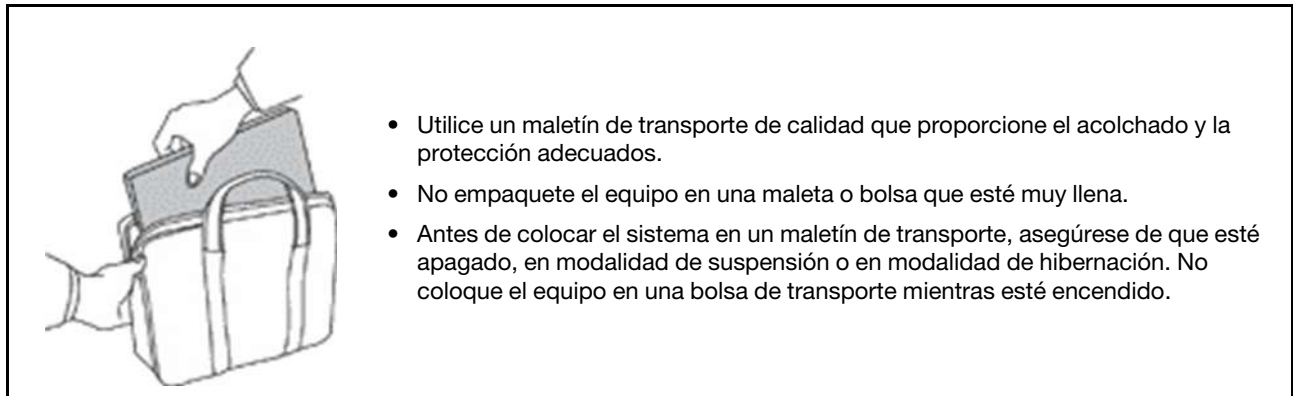 • Utilice un maletín de transporte de calidad que proporcione el acolchado y la
protección adecuados.
• No empaquete el equipo en una maleta o bolsa que esté muy llena.
• Antes de colocar el sistema en un maletín de transporte, asegúrese de que esté
apagado, en modalidad de suspensión o en modalidad de hibernación. No
coloque el equipo en una bolsa de transporte mientras esté encendido.